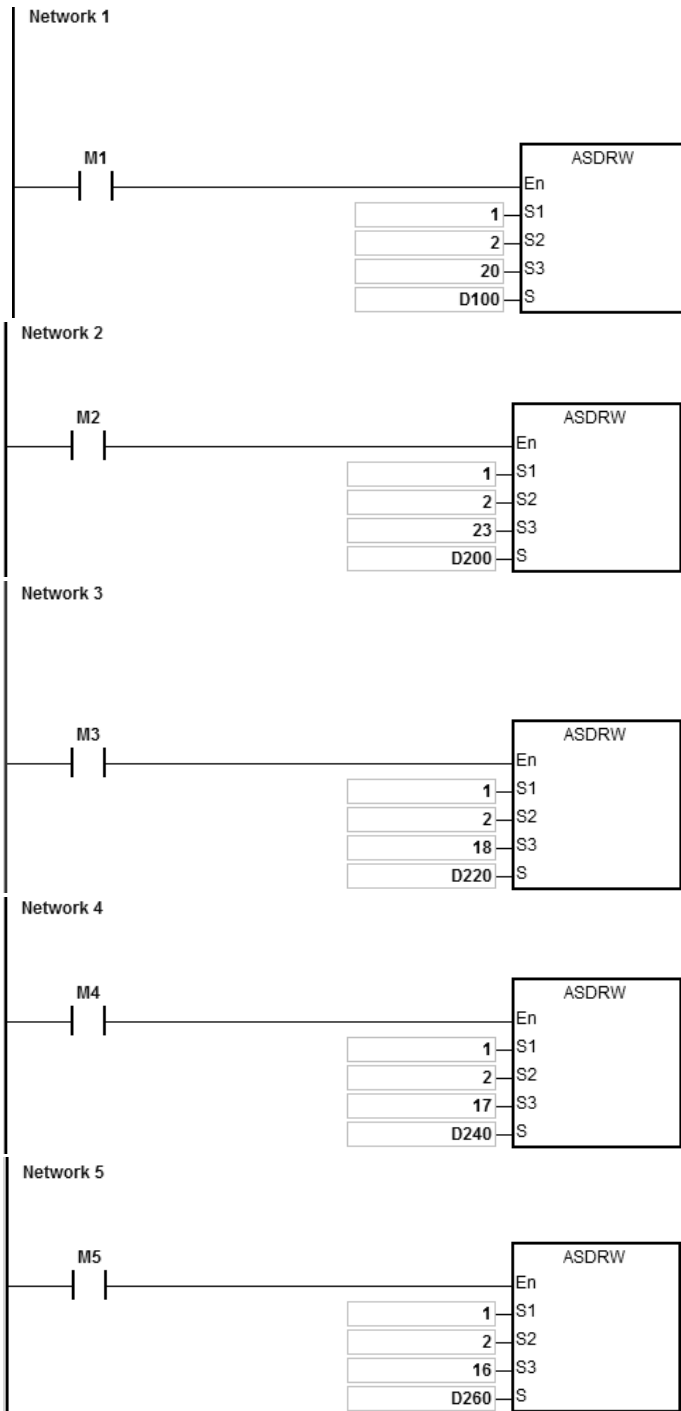 Network 1
M1
ASDRW
En
1 S1
2 S2
20 S3
D100 S
Network 2
M2
ASDRW
En
1 S1
2 S2
23 S3
D200 S
Network 3
M3
ASDRW
En
1 S1
2 S2
18 S3
D220 S
Network 4
M4
ASDRW
En
1 S1
2 S2
17 S3
D240 S
Network 5
M5
ASDRW
En
1 S1
2 S2
16 S3
D260 S